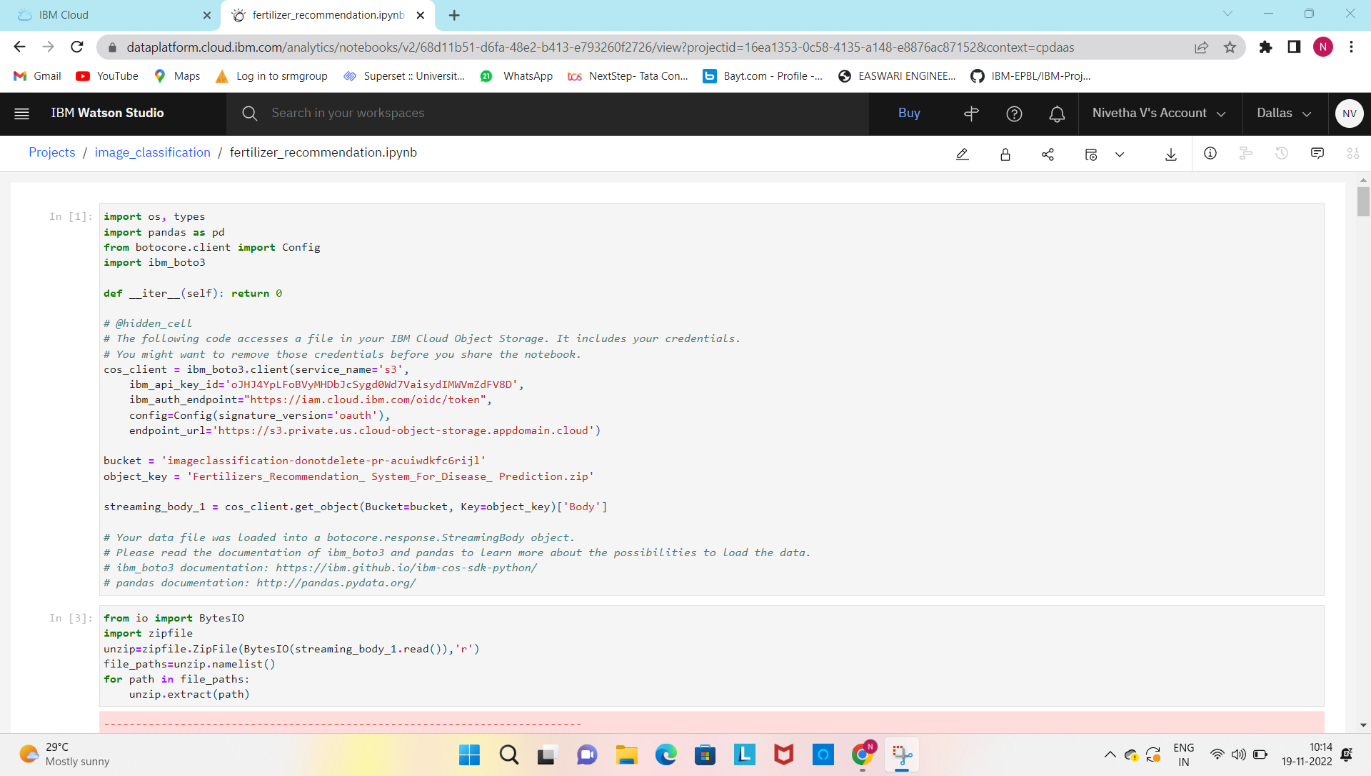 IBM Cloud
fertilizer_recommendation.ipynb
dataplatform.cloud.ibm.com/analytics/notebooks/v2/68d11b51-d6fa-48e2-b413-e793260f2726/view?projectid=16ea1353-0c58-4135-a148-e8876ac87152&context=cpdaas
N
Gmail YouTube Maps Log in to srmgroup Superset :: Universit... 21 WhatsApp tcs NextStep- Tata Con... b Bayt.com - Profile -... EASWARI ENGINEE... IBM-EPBL/IBM-Proj...
IBM Watson Studio Search in your workspaces Buy Nivetha V's Account Dallas NV
Projects / image_classification / fertilizer_recommendation.ipynb
In [1]: import os, types
import pandas as pd
from botocore.client import Config
import ibm_boto3
def __iter__(self): return 0
# @hidden_cell
# The following code accesses a file in your IBM Cloud Object Storage. It includes your credentials.
# You might want to remove those credentials before you share the notebook.
cos_client = ibm_boto3.client(service_name='s3',
ibm_api_key_id='oJHJ4YpLFoBVyMHDbJcSygd0Wd7VaisydIMWVmZdFV8D',
ibm_auth_endpoint="https://iam.cloud.ibm.com/oidc/token",
config=Config(signature_version='oauth'),
endpoint_url='https://s3.private.us.cloud-object-storage.appdomain.cloud')
bucket = 'imageclassification-donotdelete-pr-acuiwdkfc6rijl'
object_key = 'Fertilizers_Recommendation_ System_For_Disease_ Prediction.zip'
streaming_body_1 = cos_client.get_object(Bucket=bucket, Key=object_key)['Body']
# Your data file was loaded into a botocore.response.StreamingBody object.
# Please read the documentation of ibm_boto3 and pandas to learn more about the possibilities to load the data.
# ibm_boto3 documentation: https://ibm.github.io/ibm-cos-sdk-python/
# pandas documentation: http://pandas.pydata.org/
In [3]: from io import BytesIO
import zipfile
unzip=zipfile.ZipFile(BytesIO(streaming_body_1.read()),'r')
file_paths=unzip.namelist()
for path in file_paths:
unzip.extract(path)
---------------------------------------------------------------------------
29°C
Mostly sunny
L
N
ENG
IN
10:14
19-11-2022